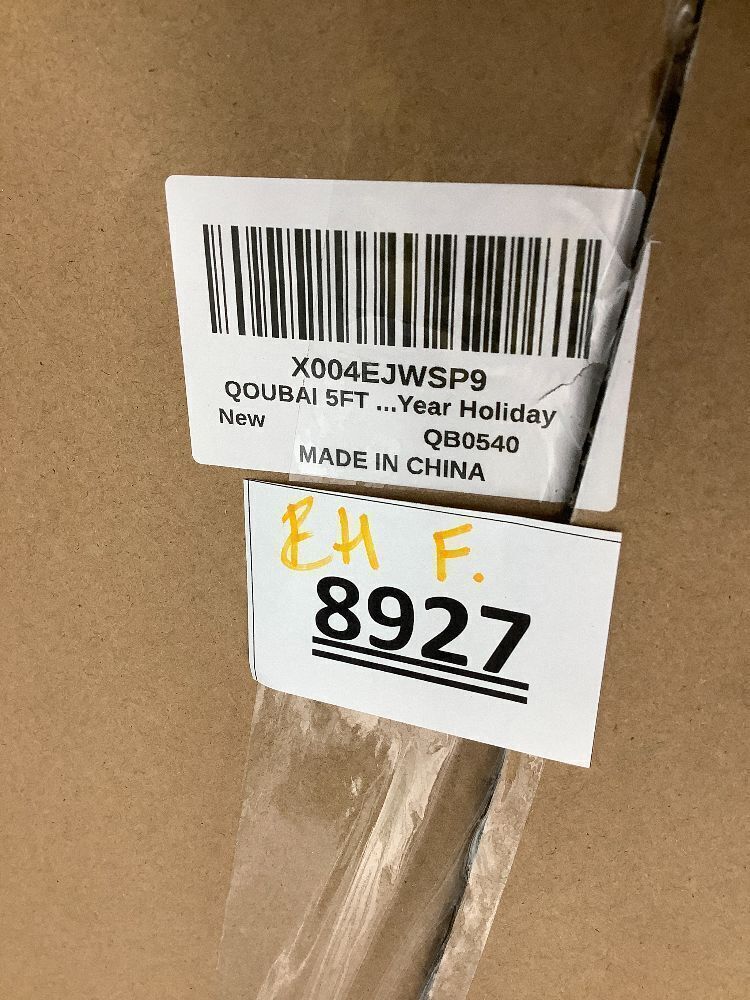 X004EJWSP9
QOUBAI 5FT ...Year Holiday
New
QB0540
MADE IN CHINA
EH F.
8927